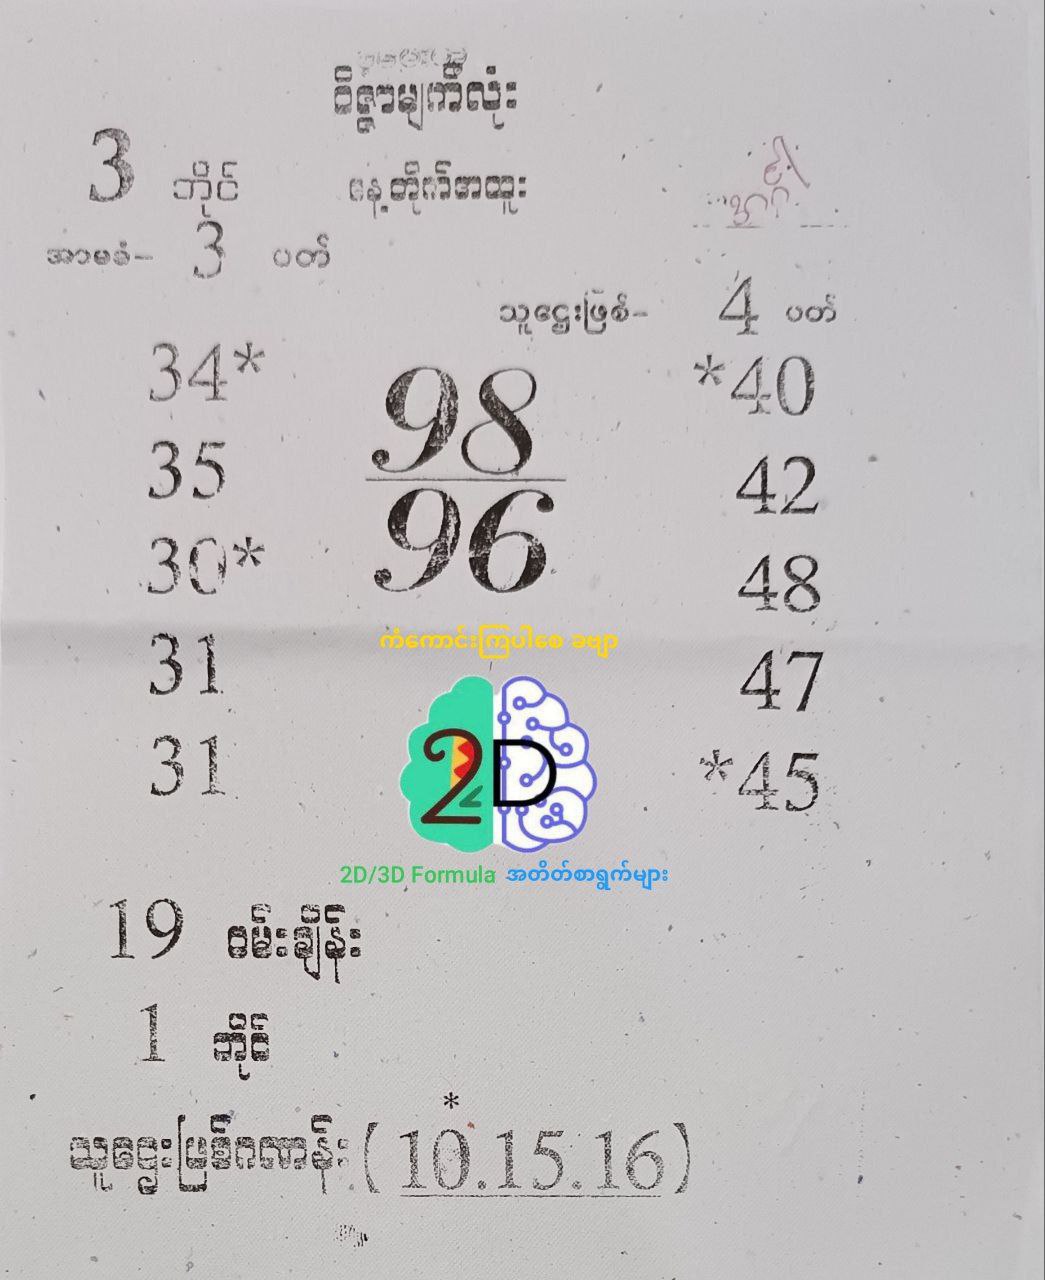 ဝိဇ္ဇာမျက်လုံး
3 ဘိုင် နေ့တိုက်အထူး
အာမခံ- 3 ပတ်
သူဌေးဖြစ်- 4 ပတ်
34* 98 *40
35 42
96
30* 48
31 47
ကံကောင်းကြပါစေ ခဗျာ
31 *45
2D
2D/3D Formula အတိတ်စာရွက်များ
19 ဝမ်းချိန်း
1 ဘိုင်
*
သူဌေးဖြစ်ဂဏန်း (10.15.16)